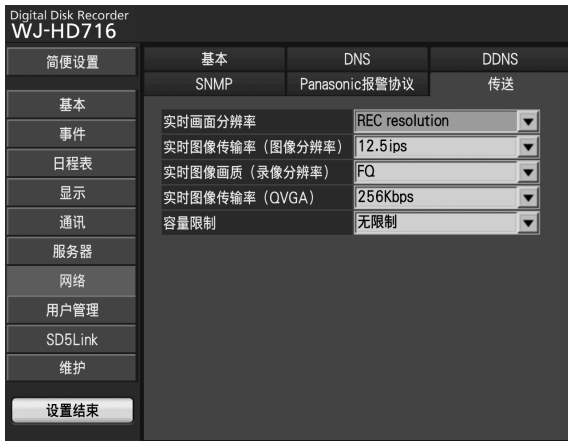 Digital Disk Recorder
WJ-HD716
简便设置
基本
事件
日程表
显示
通讯
服务器
网络
用户管理
SD5Link
维护
设置结束
基本 DNS DDNS
SNMP Panasonic报警协议 传送
实时画面分辨率 REC resolution
实时图像传输率（图像分辨率） 12.5ips
实时图像画质（录像分辨率） FQ
实时图像传输率（QVGA） 256Kbps
容量限制 无限制